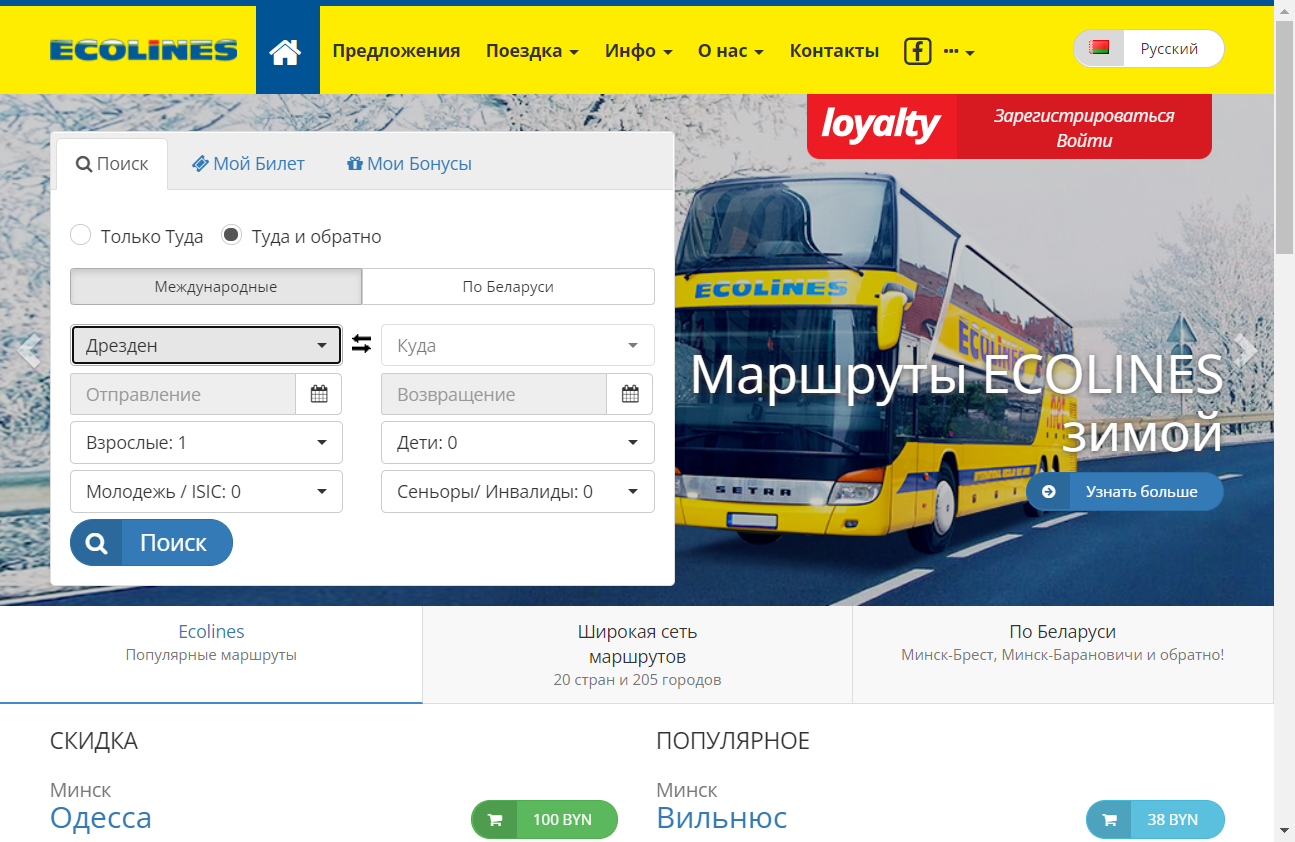 ECOLINES
Предложения
Поездка
Инфо
О нас
Контакты
Русский
loyalty
Зарегистрироваться
Войти
Поиск
Мой Билет
Мои Бонусы
Только Туда
Туда и обратно
Международные
По Беларуси
Дрезден
Куда
Отправление
Возвращение
Взрослые: 1
Дети: 0
Молодежь / ISIC: 0
Сеньоры/ Инвалиды: 0
Поиск
ECOLINES
ECOLINES
SETRA
Маршруты ECOLINES
зимой
Узнать больше
Ecolines
Популярные маршруты
Широкая сеть
маршрутов
20 стран и 205 городов
По Беларуси
Минск-Брест, Минск-Барановичи и обратно!
СКИДКА
ПОПУЛЯРНОЕ
Минск
Одесса
100 BYN
Минск
Вильнюс
38 BYN